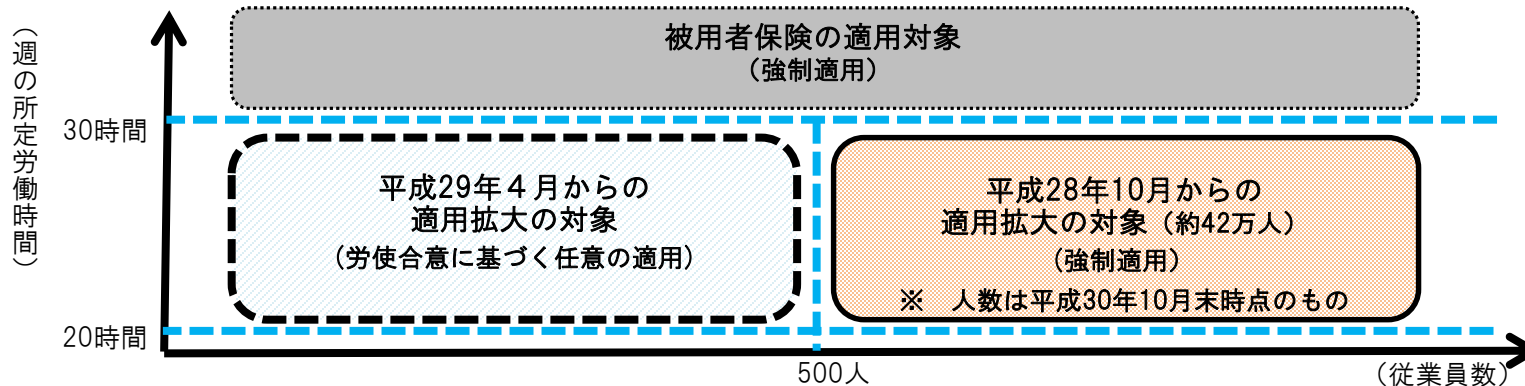 （週の所定労働時間）
被用者保険の適用対象
（強制適用）
30時間
平成29年４月からの
適用拡大の対象
（労使合意に基づく任意の適用）
平成28年10月からの
適用拡大の対象（約42万人）
（強制適用）
※　人数は平成30年10月末時点のもの
20時間
500人
（従業員数）